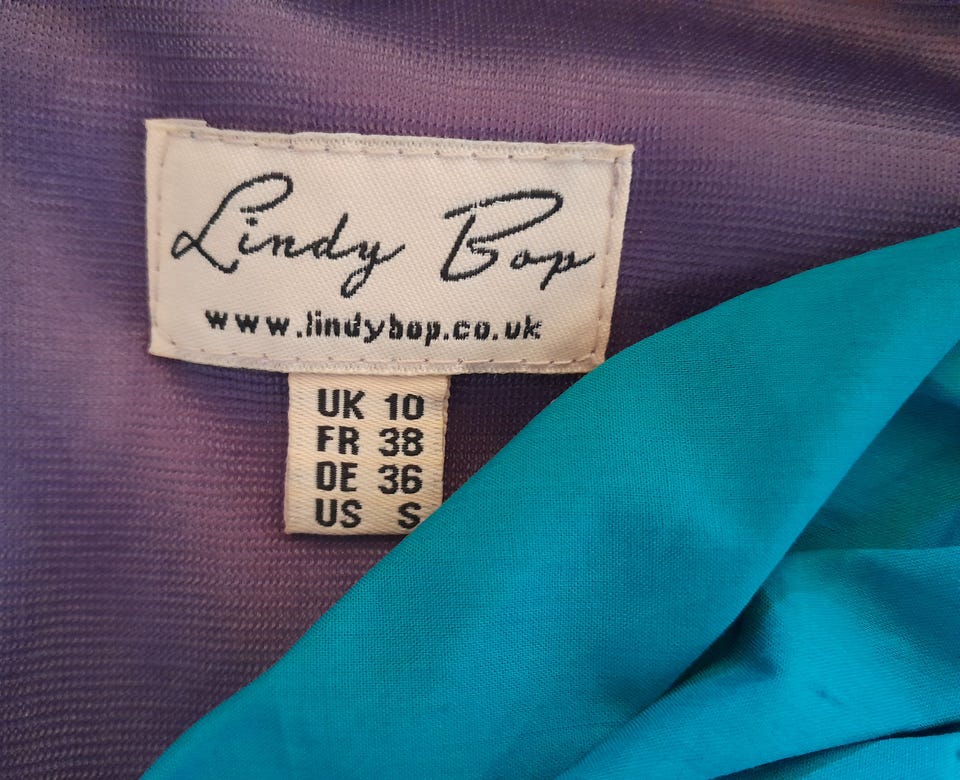 Lindy Bop
www.lindybop.co.uk
UK 10
FR 38
DE 36
US S